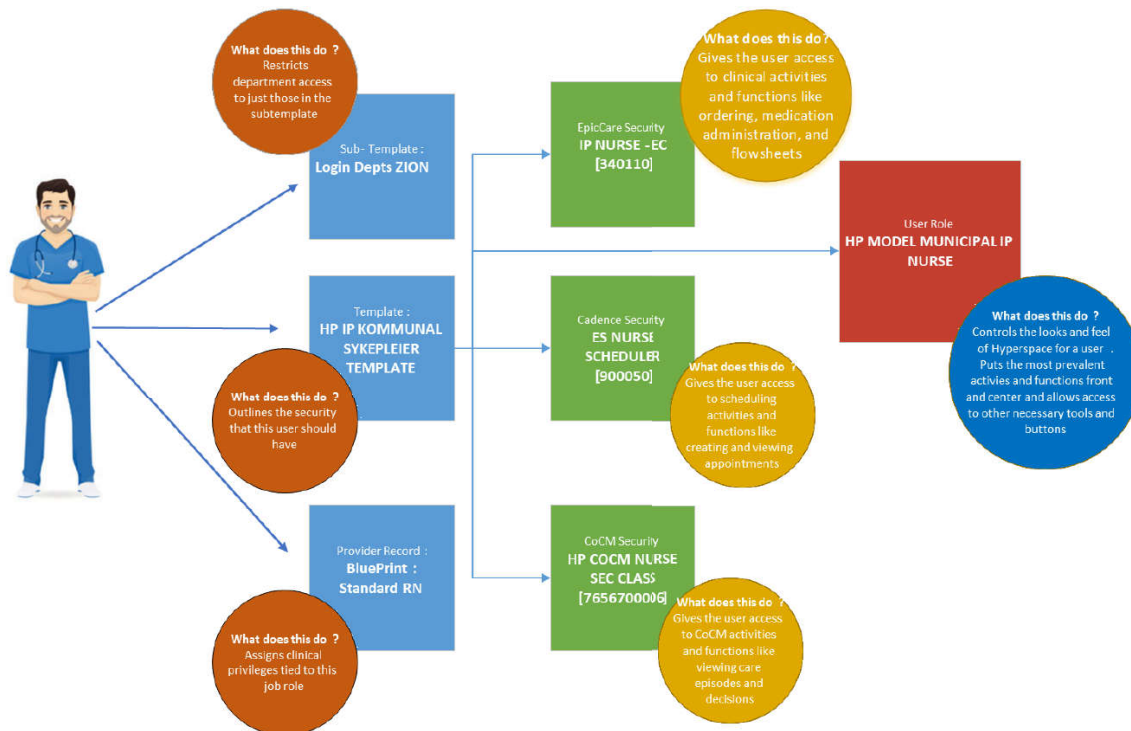 What does this do ?
Restricts
department access
to just those in the
subtemplate
Sub- Template :
Login Depts ZION
EpicCare Security
IP NURSE -EC
[340110]
What does this do?
Gives the user access
to clinical activities
and functions like
ordering, medication
administration, and
flowsheets
User Role
HP MODEL MUNICIPAL IP
NURSE
What does this do ?
Controls the looks and feel
of Hyperspace for a user .
Puts the most prevalent
activies and functions front
and center and allows access
to other necessary tools and
buttons
Template :
HP IP KOMMUNAL
SYKEPLEIER
TEMPLATE
What does this do ?
Outlines the security
that this user should
have
Cadence Security
ES NURSE
SCHEDULER
[900050]
What does this do ?
Gives the user access
to scheduling
activities and
functions like
creating and viewing
appointments
Provider Record :
BluePrint :
Standard RN
What does this do ?
Assigns clinical
privileges tied to this
job role
CoCM Security
HP COCM NURSE
SEC CLASS
[7656700006]
What does this do ?
Gives the user access
to CoCM activities
and functions like
viewing care
episodes and
decisions